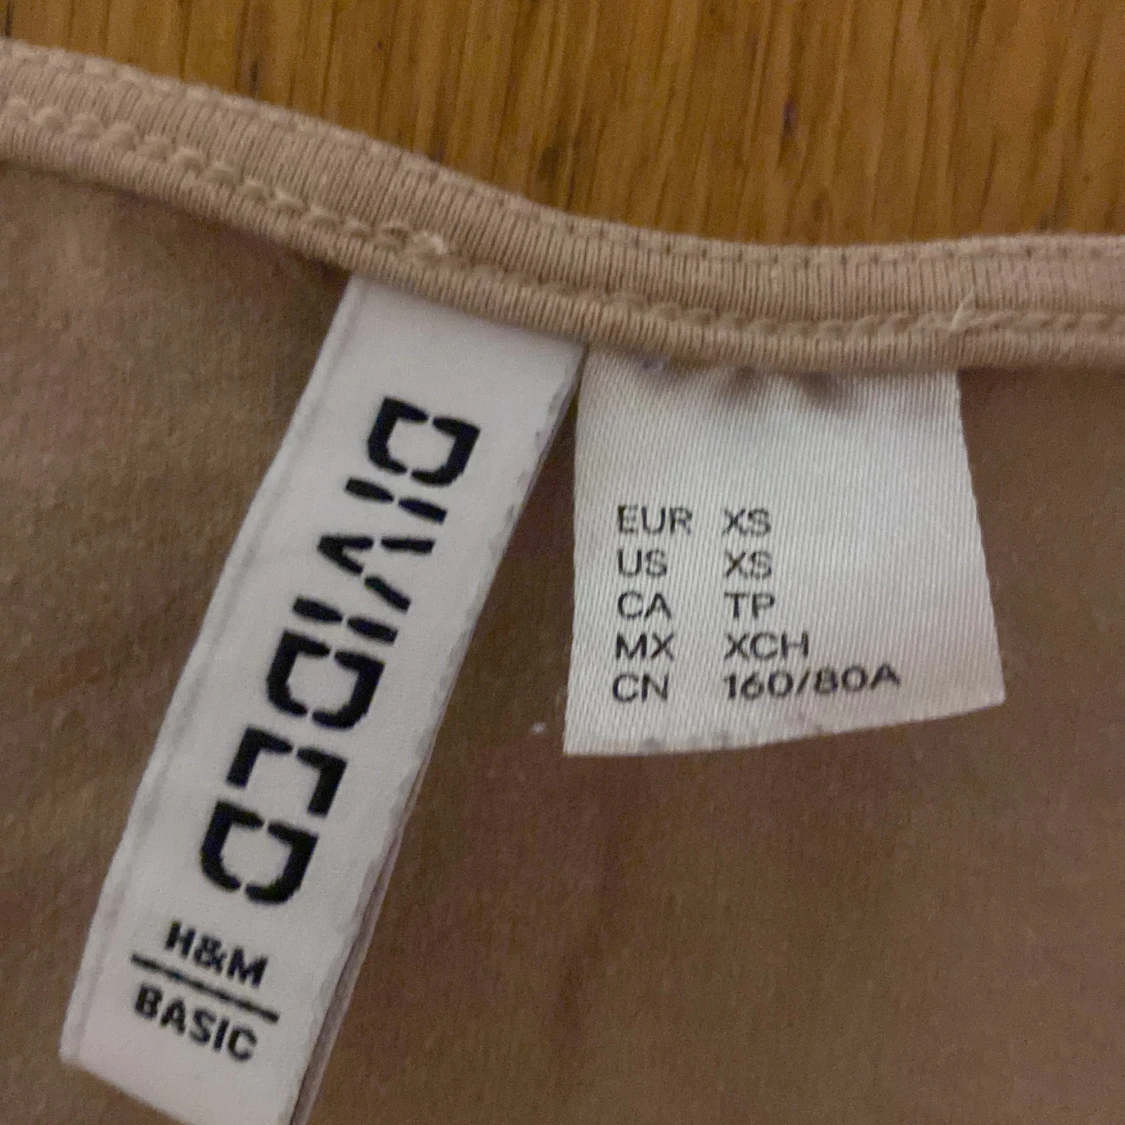 DIVIDED
H&M
BASIC
EUR XS
US XS
CA TP
MX XCH
CN 160/80A